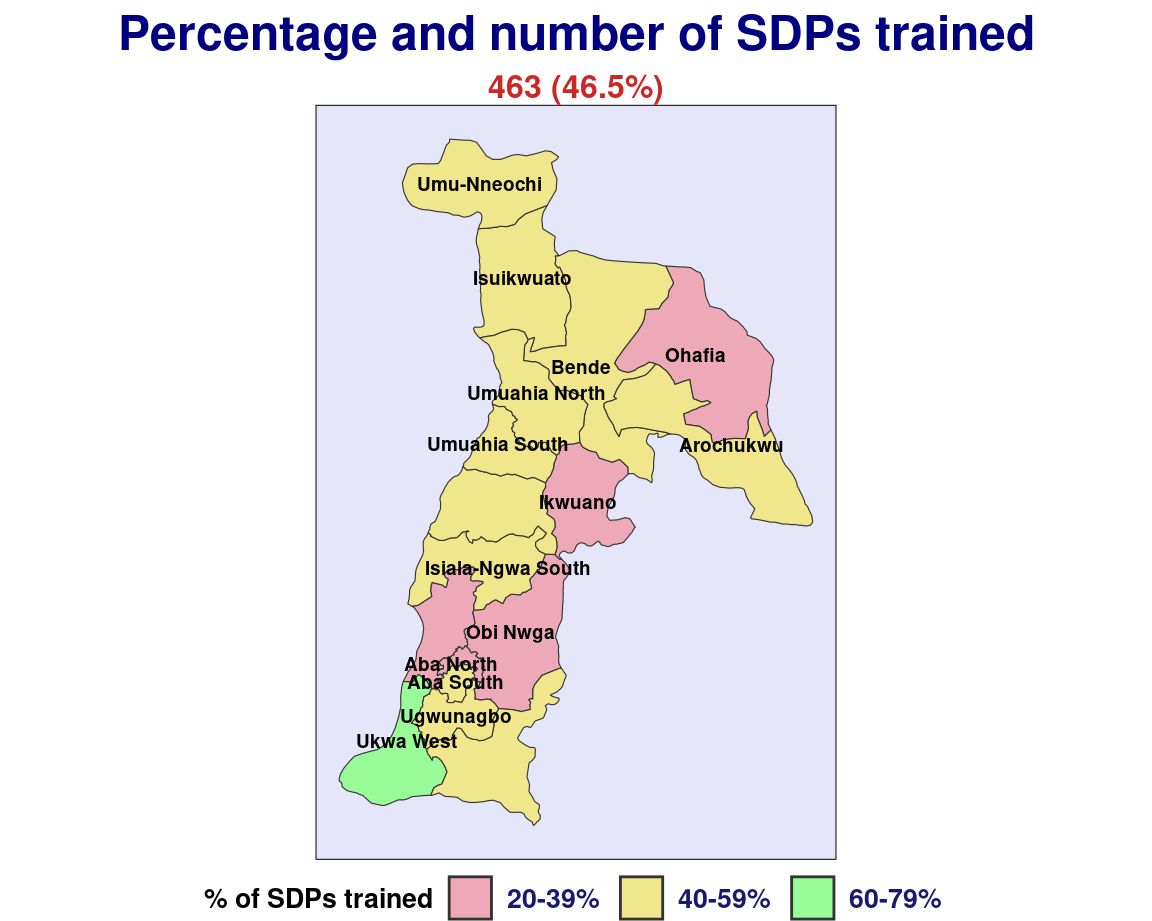 Percentage and number of SDPs trained
463 (46.5%)
Umu-Nneochi
Isuikwuato
Ohafia
Bende
Umuahia North
Umuahia South
Arochukwu
Ikwuano
Isiala-Ngwa South
Obi Nwga
Aba North
Aba South
Ugwunagbo
Ukwa West
% of SDPs trained 20-39% 40-59% 60-79%